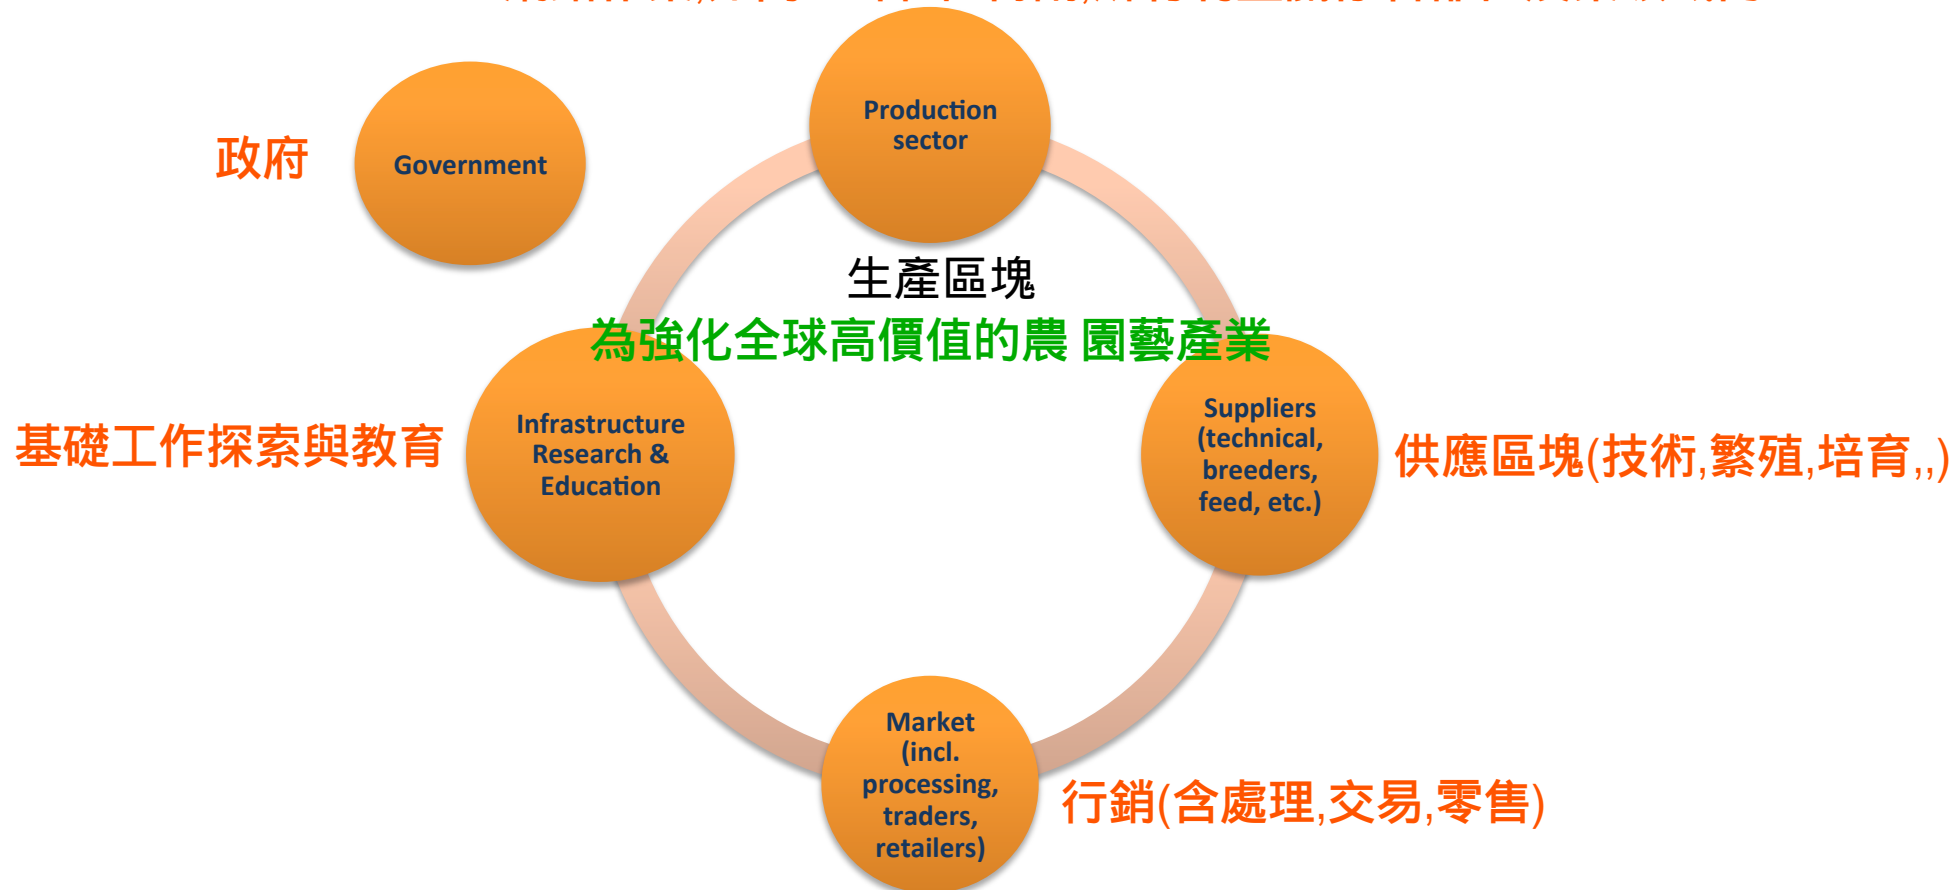 Production
sector
政府
Government
生產區塊
為強化全球高價值的農 園藝產業
基礎工作探索與教育
Infrastructure
Research &
Education
Suppliers
(technical,
breeders,
feed, etc.)
供應區塊(技術,繁殖,培育,,)
Market
(incl.
processing,
traders,
retailers)
行銷(含處理,交易,零售)